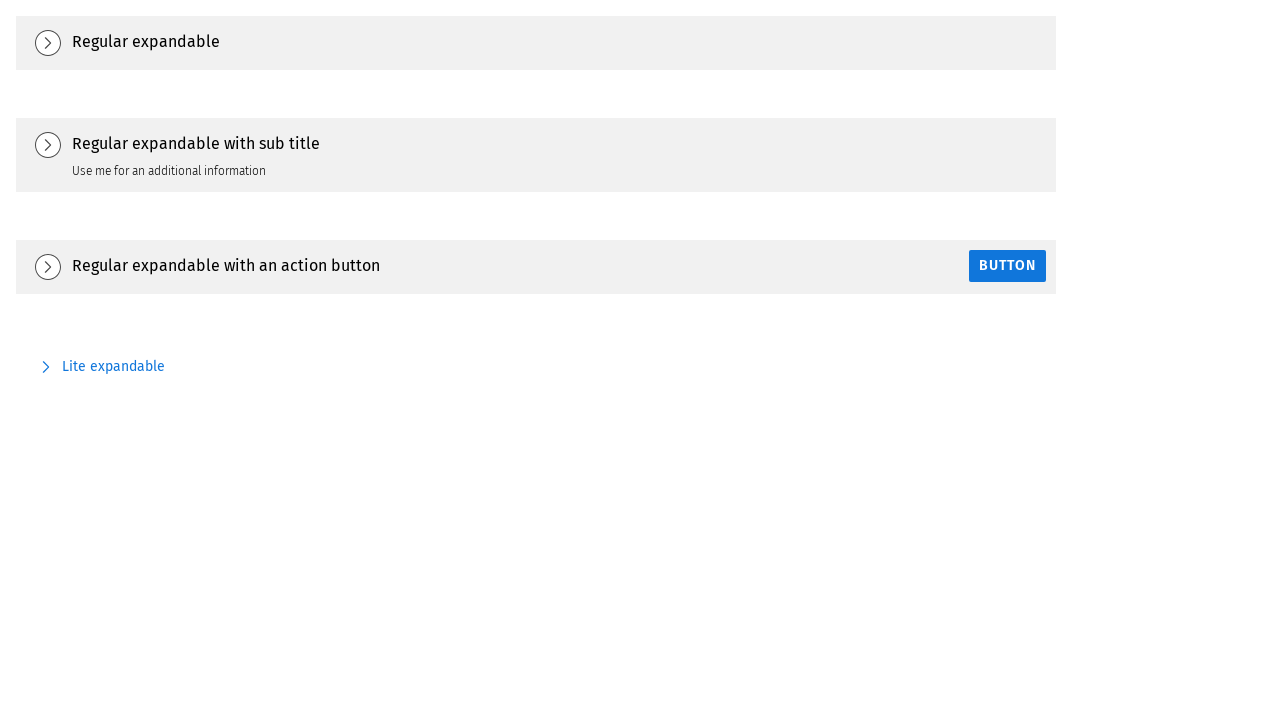 Regular expandable
Regular expandable with sub title
Use me for an additional information
Regular expandable with an action button
BUTTON
Lite expandable